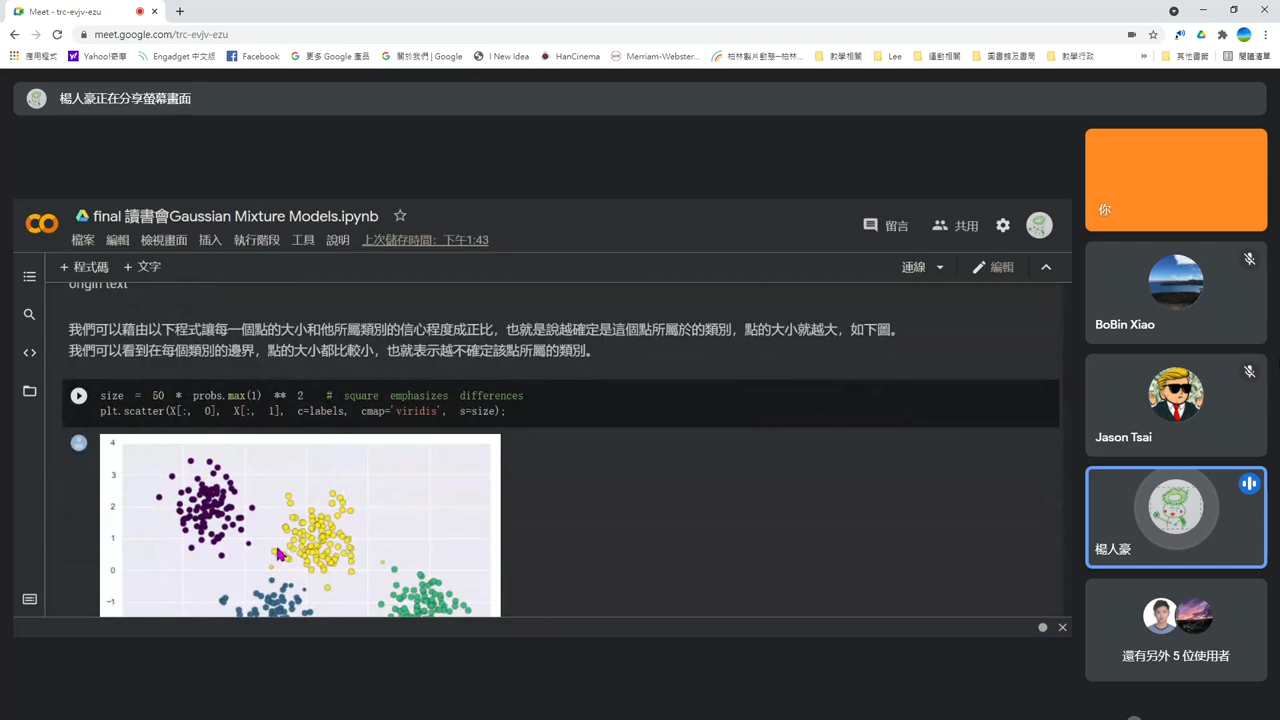 Meet - trc-evjv-ezu
meet.google.com/trc-evjv-ezu
應用程式 Yahoo!奇摩 Engadget 中文版 Facebook 更多 Google 產品 關於我們 | Google I New Idea HanCinema Merriam-Webster... 柏林製片動態—柏林... 教學相關 Lee 運動相關 圖書館及書局 教學行政 » 其他書籤 閱讀清單
楊人豪正在分享螢幕畫面
final 讀書會Gaussian Mixture Models.ipynb
檔案 編輯 檢視畫面 插入 執行階段 工具 說明 上次儲存時間：下午1:43
留言 共用
+ 程式碼 + 文字
連線 編輯
origin text
我們可以藉由以下程式讓每一個點的大小和他所屬類別的信心程度成正比，也就是說越確定是這個點所屬於的類別，點的大小就越大，如下圖。
我們可以看到在每個類別的邊界，點的大小都比較小，也就表示越不確定該點所屬的類別。
size = 50 * probs.max(1) ** 2 # square emphasizes differences
plt.scatter(X[:, 0], X[:, 1], c=labels, cmap='viridis', s=size);
4
3
2
1
0
−1
你
BoBin Xiao
Jason Tsai
楊人豪
還有另外 5 位使用者